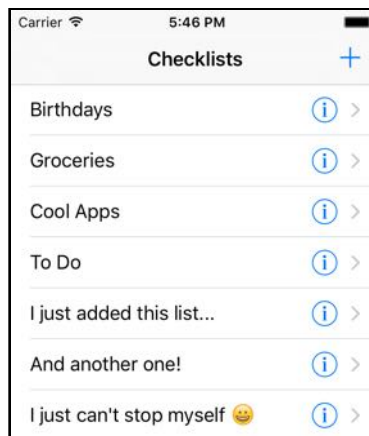 Carrier 5:46 PM
Checklists +
Birthdays
Groceries
Cool Apps
To Do
I just added this list...
And another one!
I just can't stop myself 😀